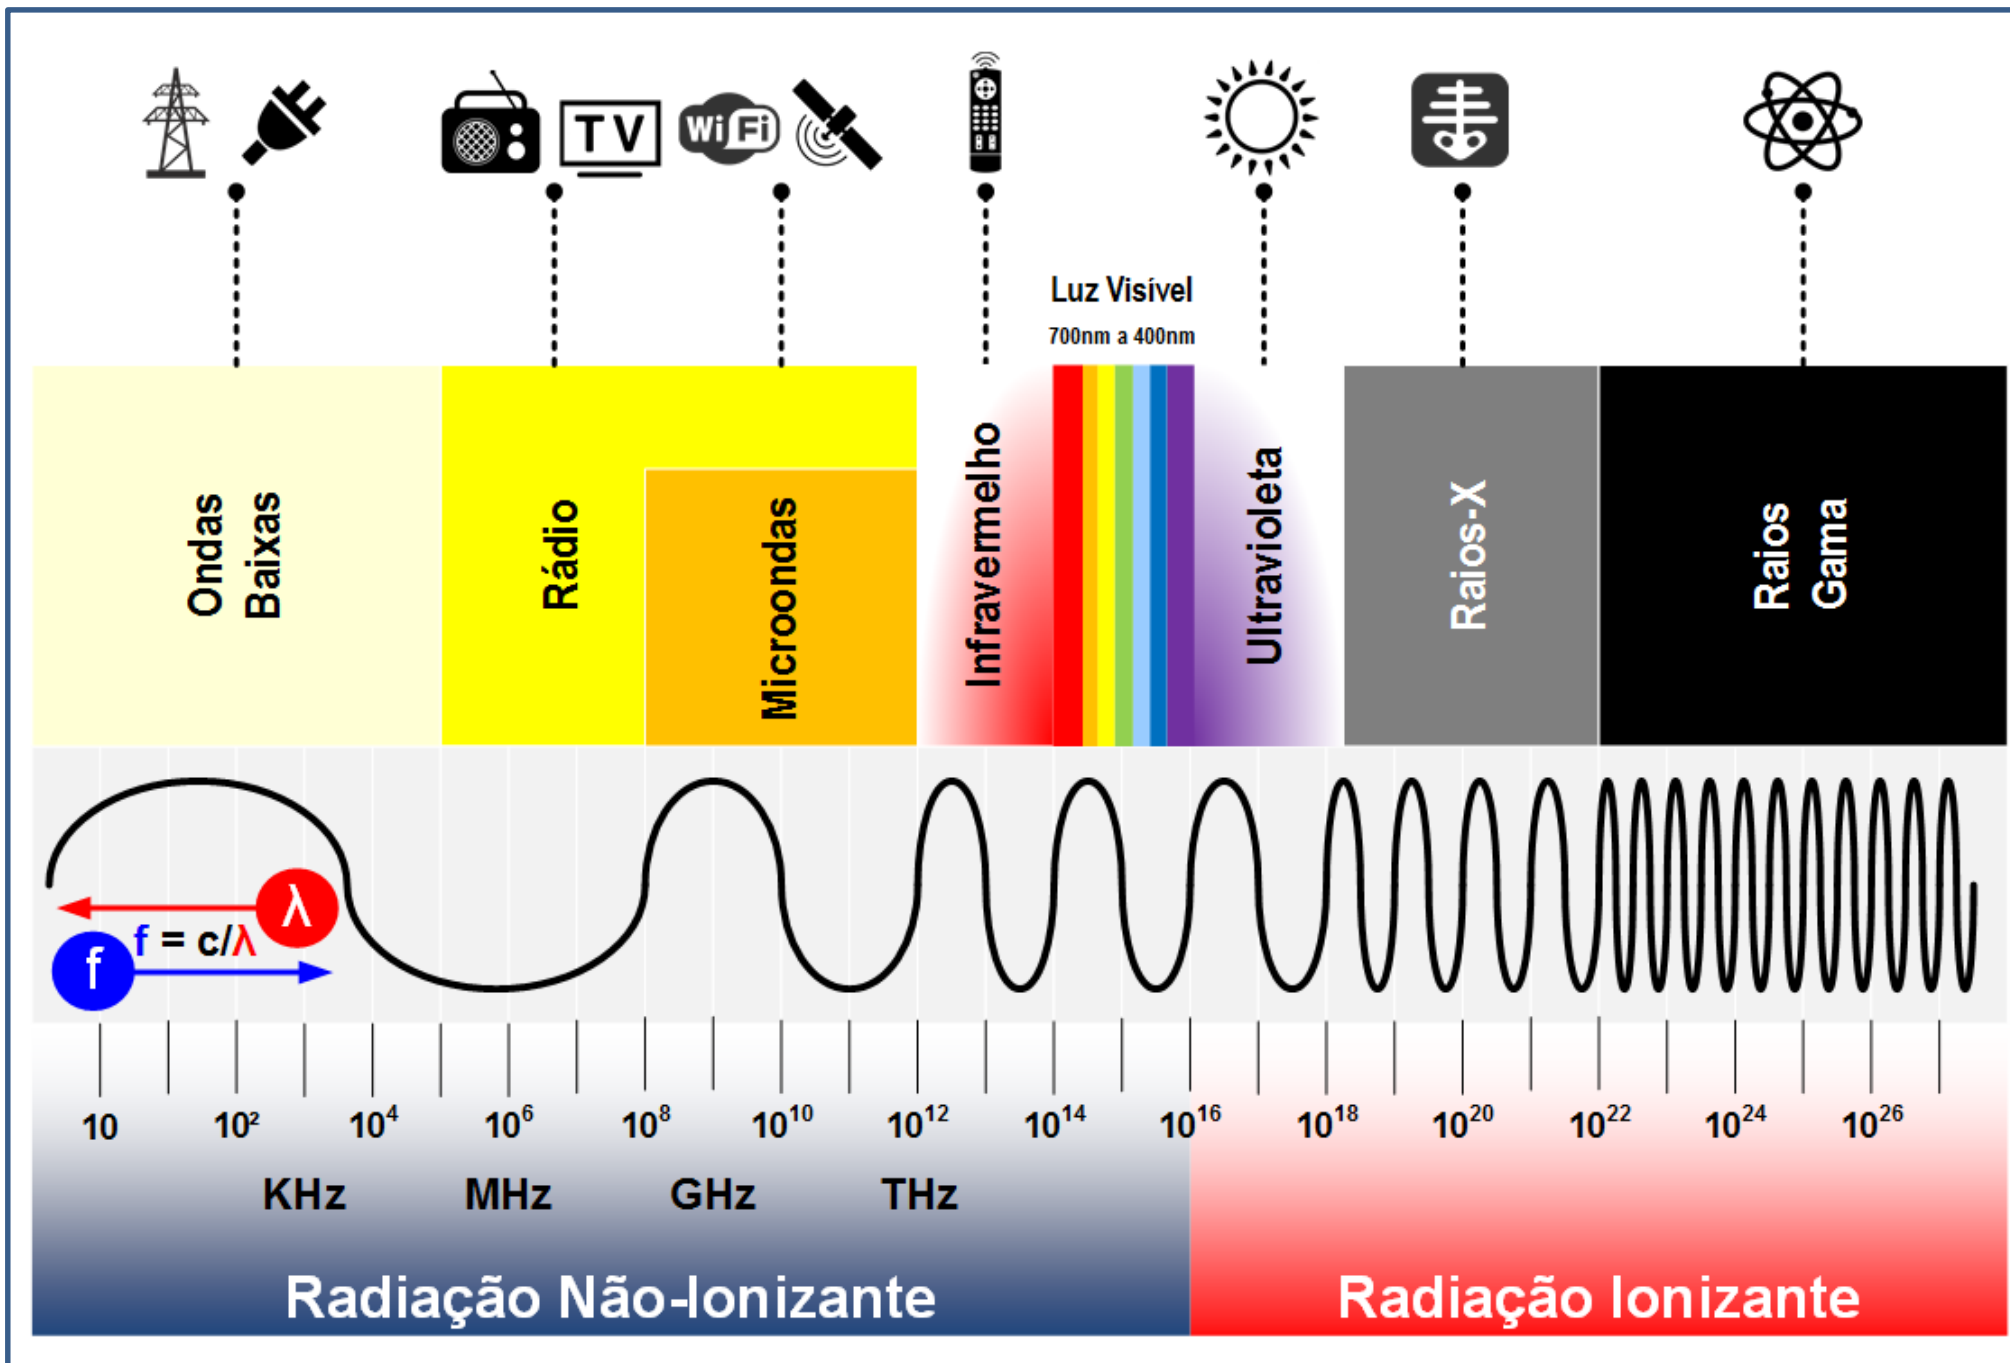 TV
Wi Fi
Luz Visível
700nm a 400nm
Ondas
Baixas
Rádio
Microondas
Infravermelho
Ultravioleta
Raios-X
Raios
Gama
λ
f = c/λ
f
10 10² 10⁴ 10⁶ 10⁸ 10¹⁰ 10¹² 10¹⁴ 10¹⁶ 10¹⁸ 10²⁰ 10²² 10²⁴ 10²⁶
KHz MHz GHz THz
Radiação Não-Ionizante Radiação Ionizante